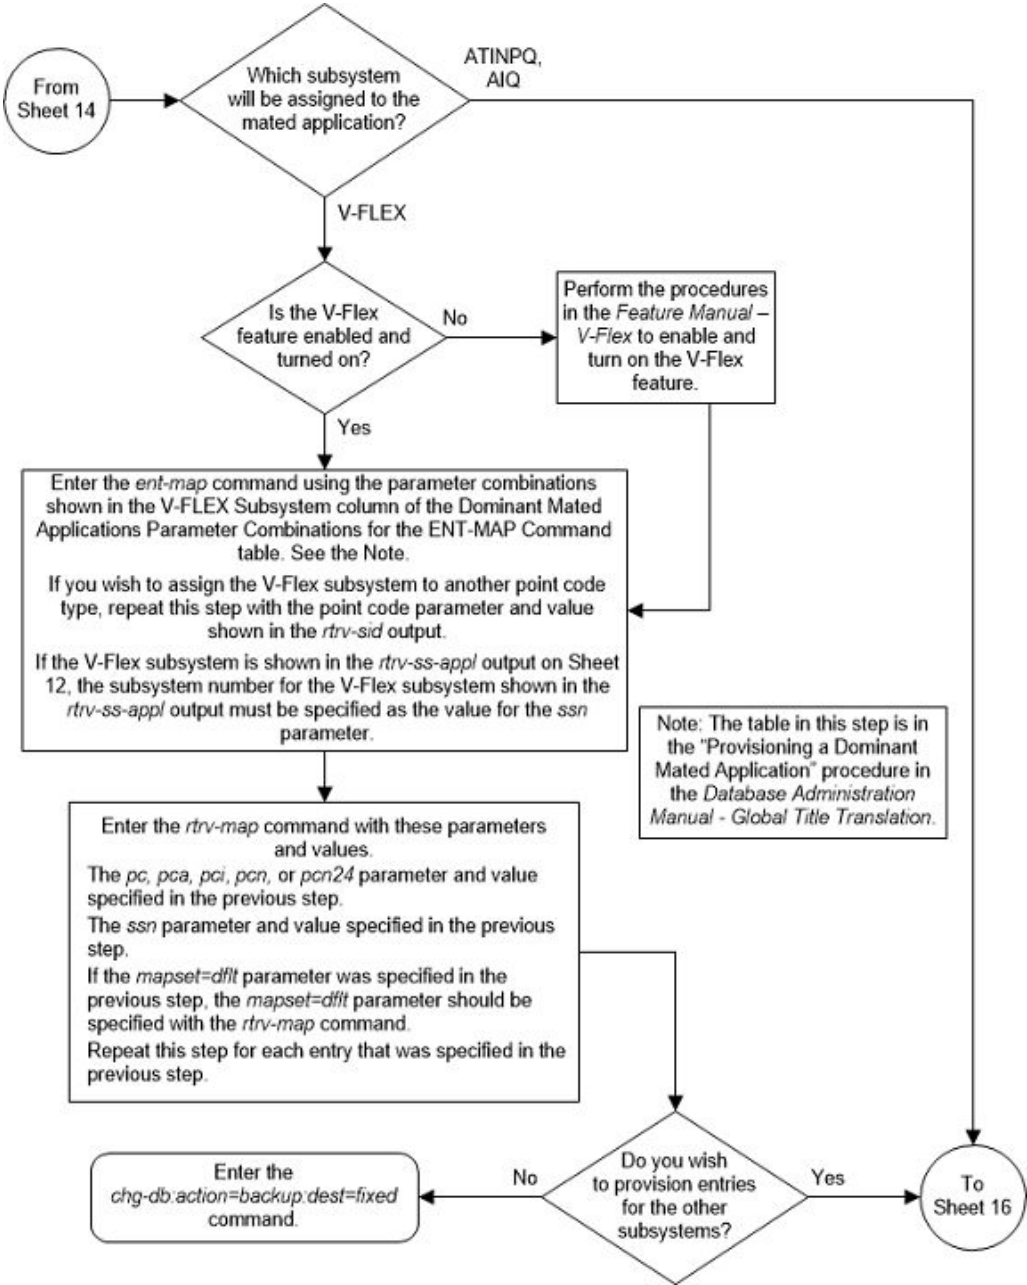 From
Sheet 14
Which subsystem
will be assigned to the
mated application?
ATINPQ,
AIQ
V-FLEX
Is the V-Flex
feature enabled and
turned on?
No
Perform the procedures
in the Feature Manual –
V-Flex to enable and
turn on the V-Flex
feature.
Yes
Enter the ent-map command using the parameter combinations
shown in the V-FLEX Subsystem column of the Dominant Mated
Applications Parameter Combinations for the ENT-MAP Command
table. See the Note.
If you wish to assign the V-Flex subsystem to another point code
type, repeat this step with the point code parameter and value
shown in the rtrv-sid output.
If the V-Flex subsystem is shown in the rtrv-ss-appl output on Sheet
12, the subsystem number for the V-Flex subsystem shown in the
rtrv-ss-appl output must be specified as the value for the ssn
parameter.
Note: The table in this step is in
the "Provisioning a Dominant
Mated Application" procedure in
the Database Administration
Manual - Global Title Translation.
Enter the rtrv-map command with these parameters
and values.
The pc, pca, pci, pcn, or pcn24 parameter and value
specified in the previous step.
The ssn parameter and value specified in the previous
step.
If the mapset=dflt parameter was specified in the
previous step, the mapset=dflt parameter should be
specified with the rtrv-map command.
Repeat this step for each entry that was specified in the
previous step.
Do you wish
to provision entries
for the other
subsystems?
No
Enter the
chg-db:action=backup:dest=fixed
command.
Yes
To
Sheet 16